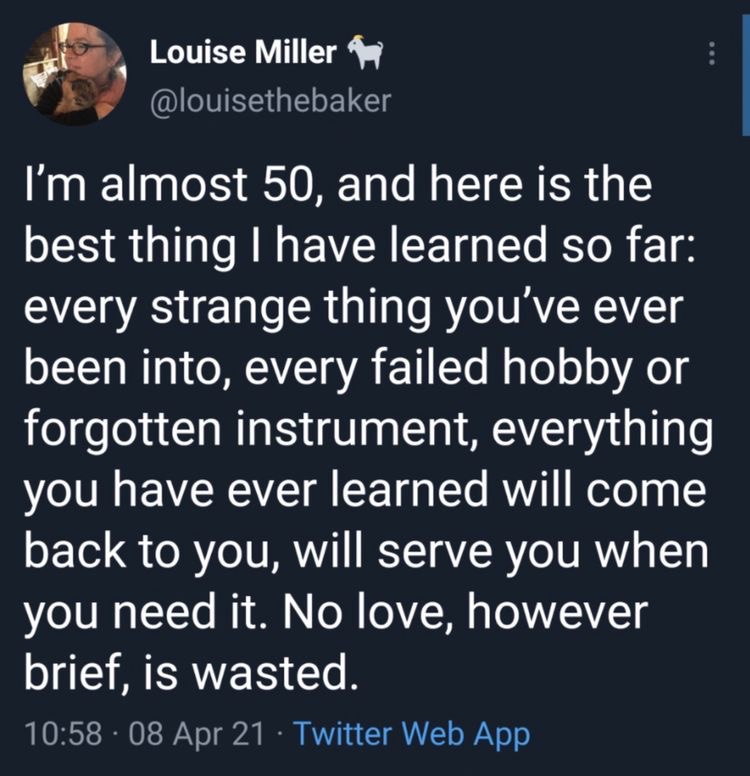 Louise Miller 🐐
@louisethebaker
I’m almost 50, and here is the
best thing I have learned so far:
every strange thing you’ve ever
been into, every failed hobby or
forgotten instrument, everything
you have ever learned will come
back to you, will serve you when
you need it. No love, however
brief, is wasted.
10:58 · 08 Apr 21 · Twitter Web App